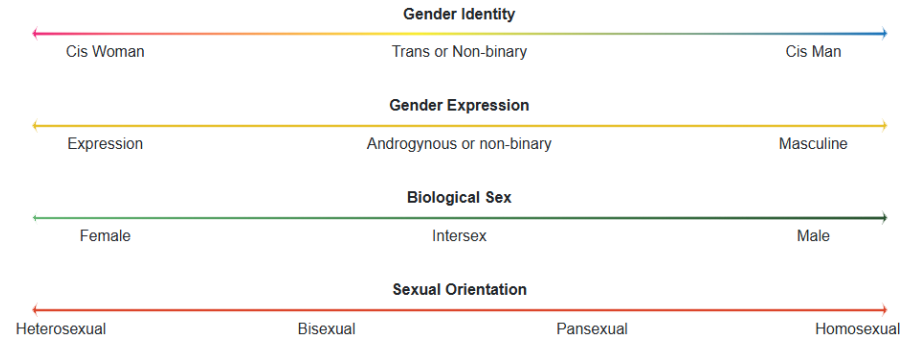 Gender Identity
Cis Woman Trans or Non-binary Cis Man
Gender Expression
Expression Androgynous or non-binary Masculine
Biological Sex
Female Intersex Male
Sexual Orientation
Heterosexual Bisexual Pansexual Homosexual